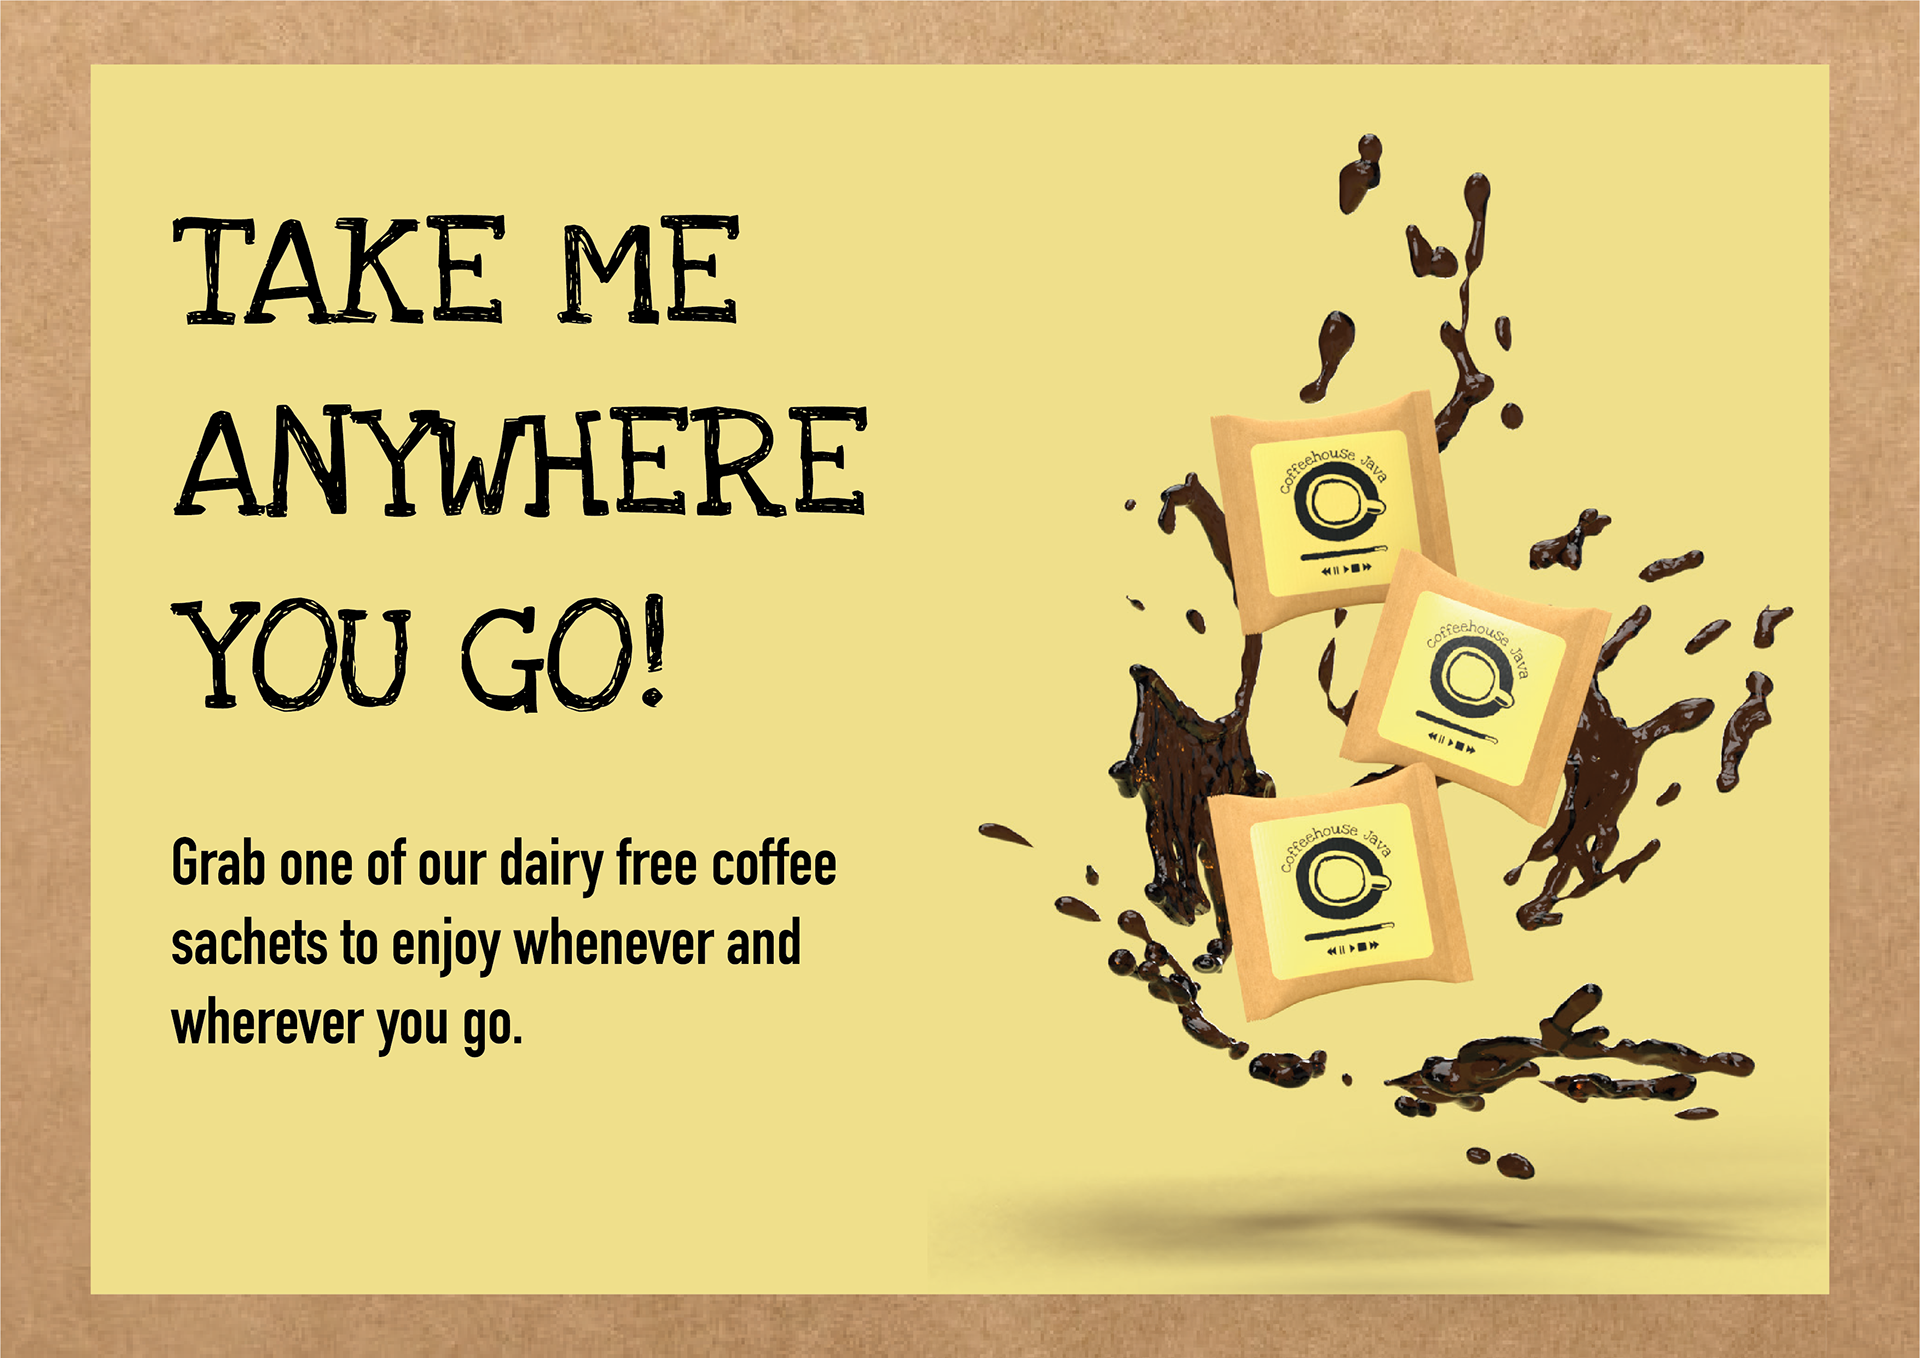 TAKE ME
ANYWHERE
YOU GO!
Grab one of our dairy free coffee
sachets to enjoy whenever and
wherever you go.
Coffeehouse Java
Coffeehouse Java
Coffeehouse Java